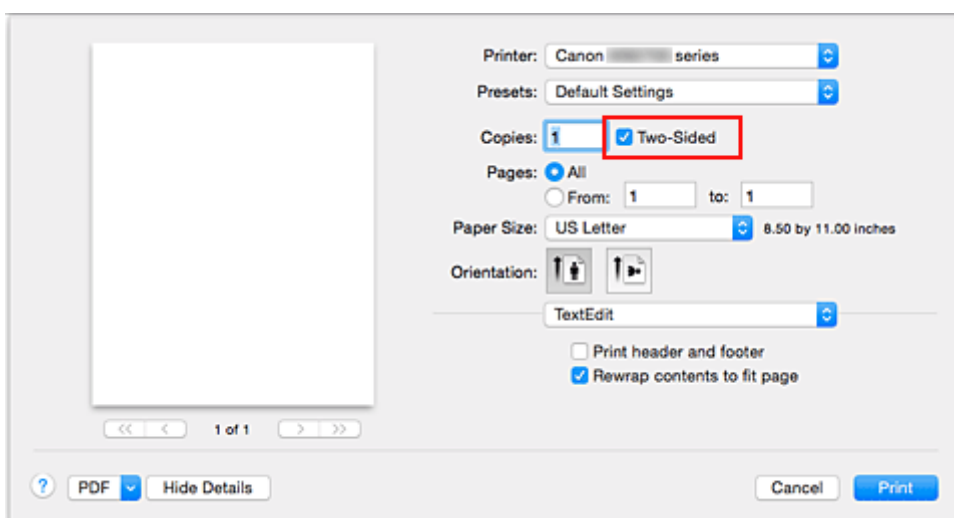 Printer: Canon series
Presets: Default Settings
Copies: 1 Two-Sided
Pages: All
From: 1 to: 1
Paper Size: US Letter 8.50 by 11.00 inches
Orientation:
TextEdit
Print header and footer
Rewrap contents to fit page
<< < 1 of 1 > >>
? PDF Hide Details Cancel Print